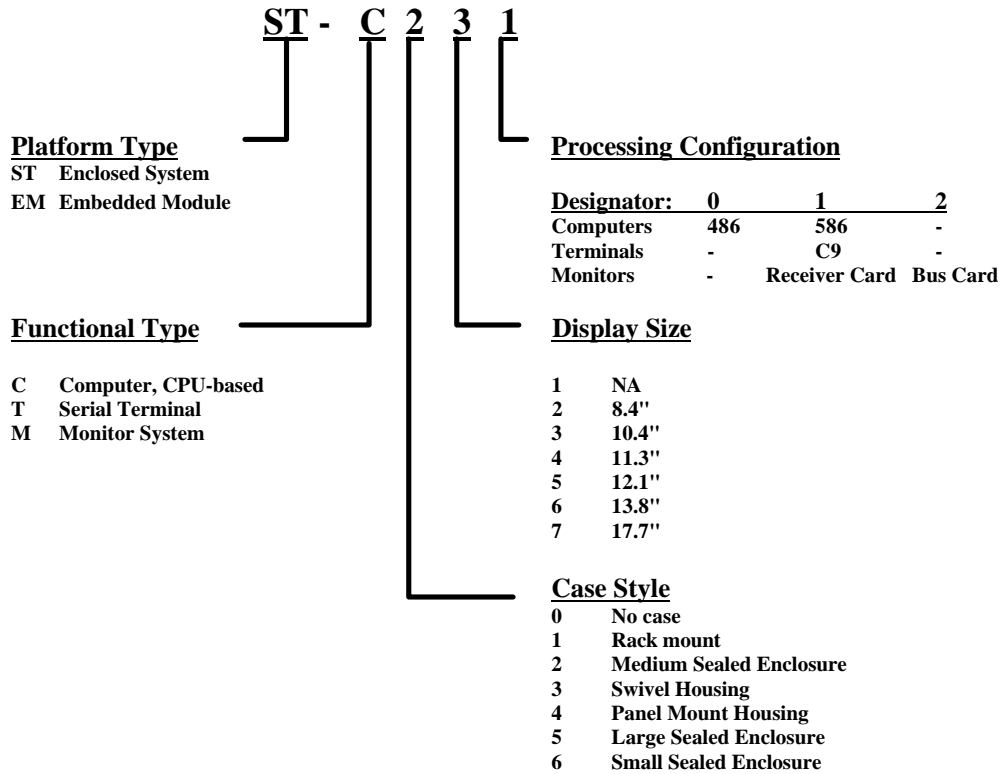 ST - C 2 3 1
Platform Type
ST Enclosed System
EM Embedded Module
Functional Type
C Computer, CPU-based
T Serial Terminal
M Monitor System
Processing Configuration
Designator: 0 1 2
Computers 486 586 -
Terminals - C9 -
Monitors - Receiver Card Bus Card
Display Size
1 NA
2 8.4"
3 10.4"
4 11.3"
5 12.1"
6 13.8"
7 17.7"
Case Style
0 No case
1 Rack mount
2 Medium Sealed Enclosure
3 Swivel Housing
4 Panel Mount Housing
5 Large Sealed Enclosure
6 Small Sealed Enclosure